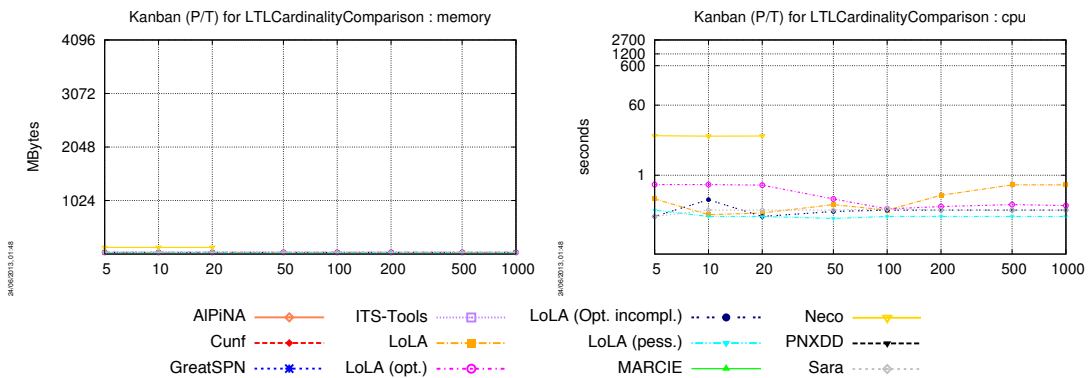 Kanban (P/T) for LTLCardinalityComparison : memory
4096
3072
2048
1024
MBytes
5 10 20 50 100 200 500 1000
24/06/2013, 01:48
Kanban (P/T) for LTLCardinalityComparison : cpu
2700
1200
600
60
1
seconds
5 10 20 50 100 200 500 1000
24/06/2013, 01:48
AlPiNA
Cunf
GreatSPN
ITS-Tools
LoLA
LoLA (opt.)
LoLA (Opt. incompl.)
LoLA (pess.)
MARCIE
Neco
PNXDD
Sara